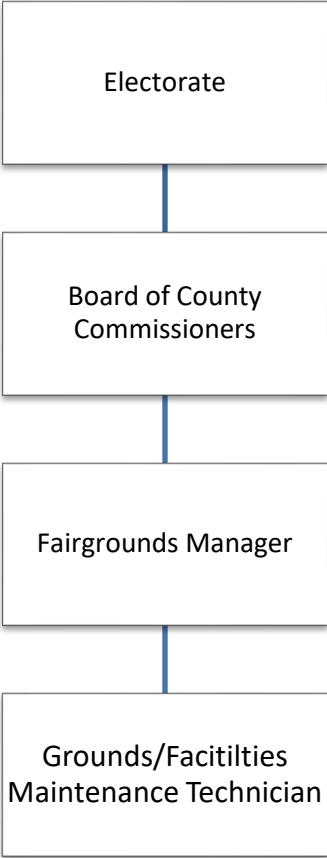 Electorate
Board of County
Commissioners
Fairgrounds Manager
Grounds/Facitilties
Maintenance Technician